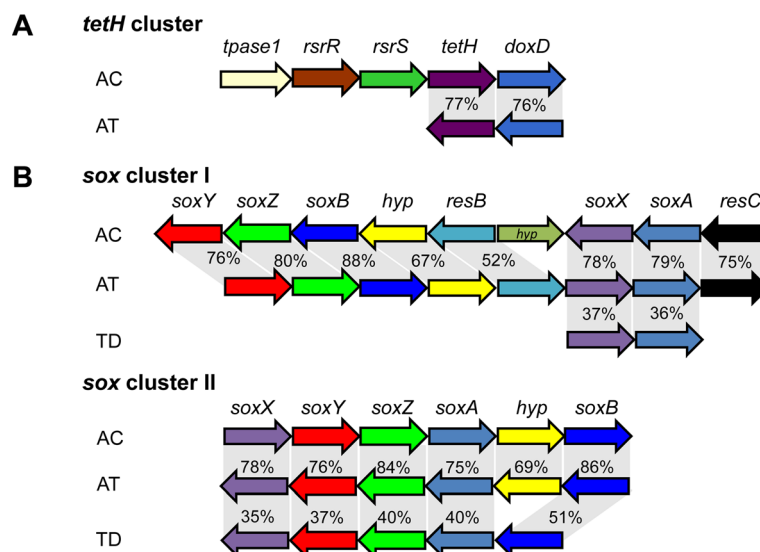 A tetH cluster
tpase1 rsrR rsrS tetH doxD
AC
77% 76%
AT
B sox cluster I
soxY soxZ soxB hyp resB soxX soxA resC
AC hyp
76% 80% 88% 67% 52% 78% 79% 75%
AT
37% 36%
TD
sox cluster II
soxX soxY soxZ soxA hyp soxB
AC
78% 76% 84% 75% 69% 86%
AT
35% 37% 40% 40% 51%
TD